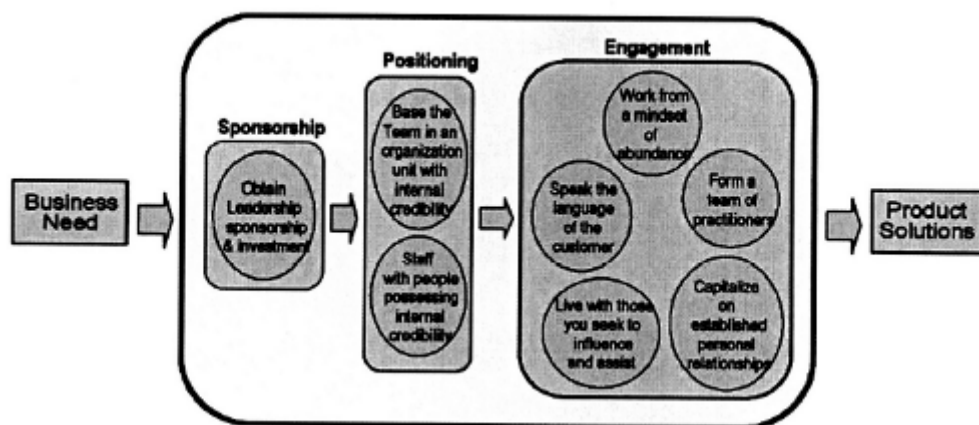 Business
Need
Sponsorship
Obtain
Leadership
sponsorship
& investment
Positioning
Base the
Team in an
organization
unit with
internal
credibility
Staff
with people
possessing
internal
credibility
Engagement
Work from
a mindset
of
abundance
Speak the
language
of the
customer
Form a
team of
practitioners
Live with those
you seek to
influence
and assist
Capitalize
on
established
personal
relationships
Product
Solutions